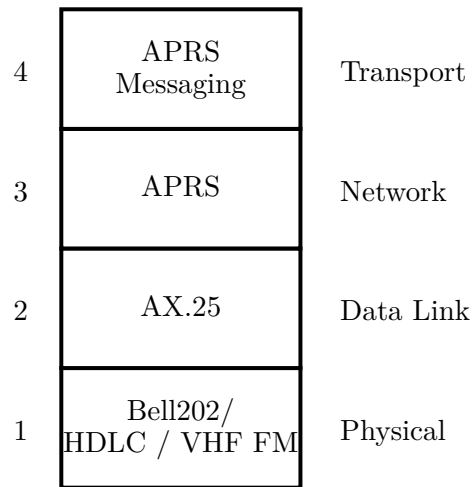 4
APRS
Messaging
Transport
3
APRS
Network
2
AX.25
Data Link
1
Bell202/
HDLC / VHF FM
Physical